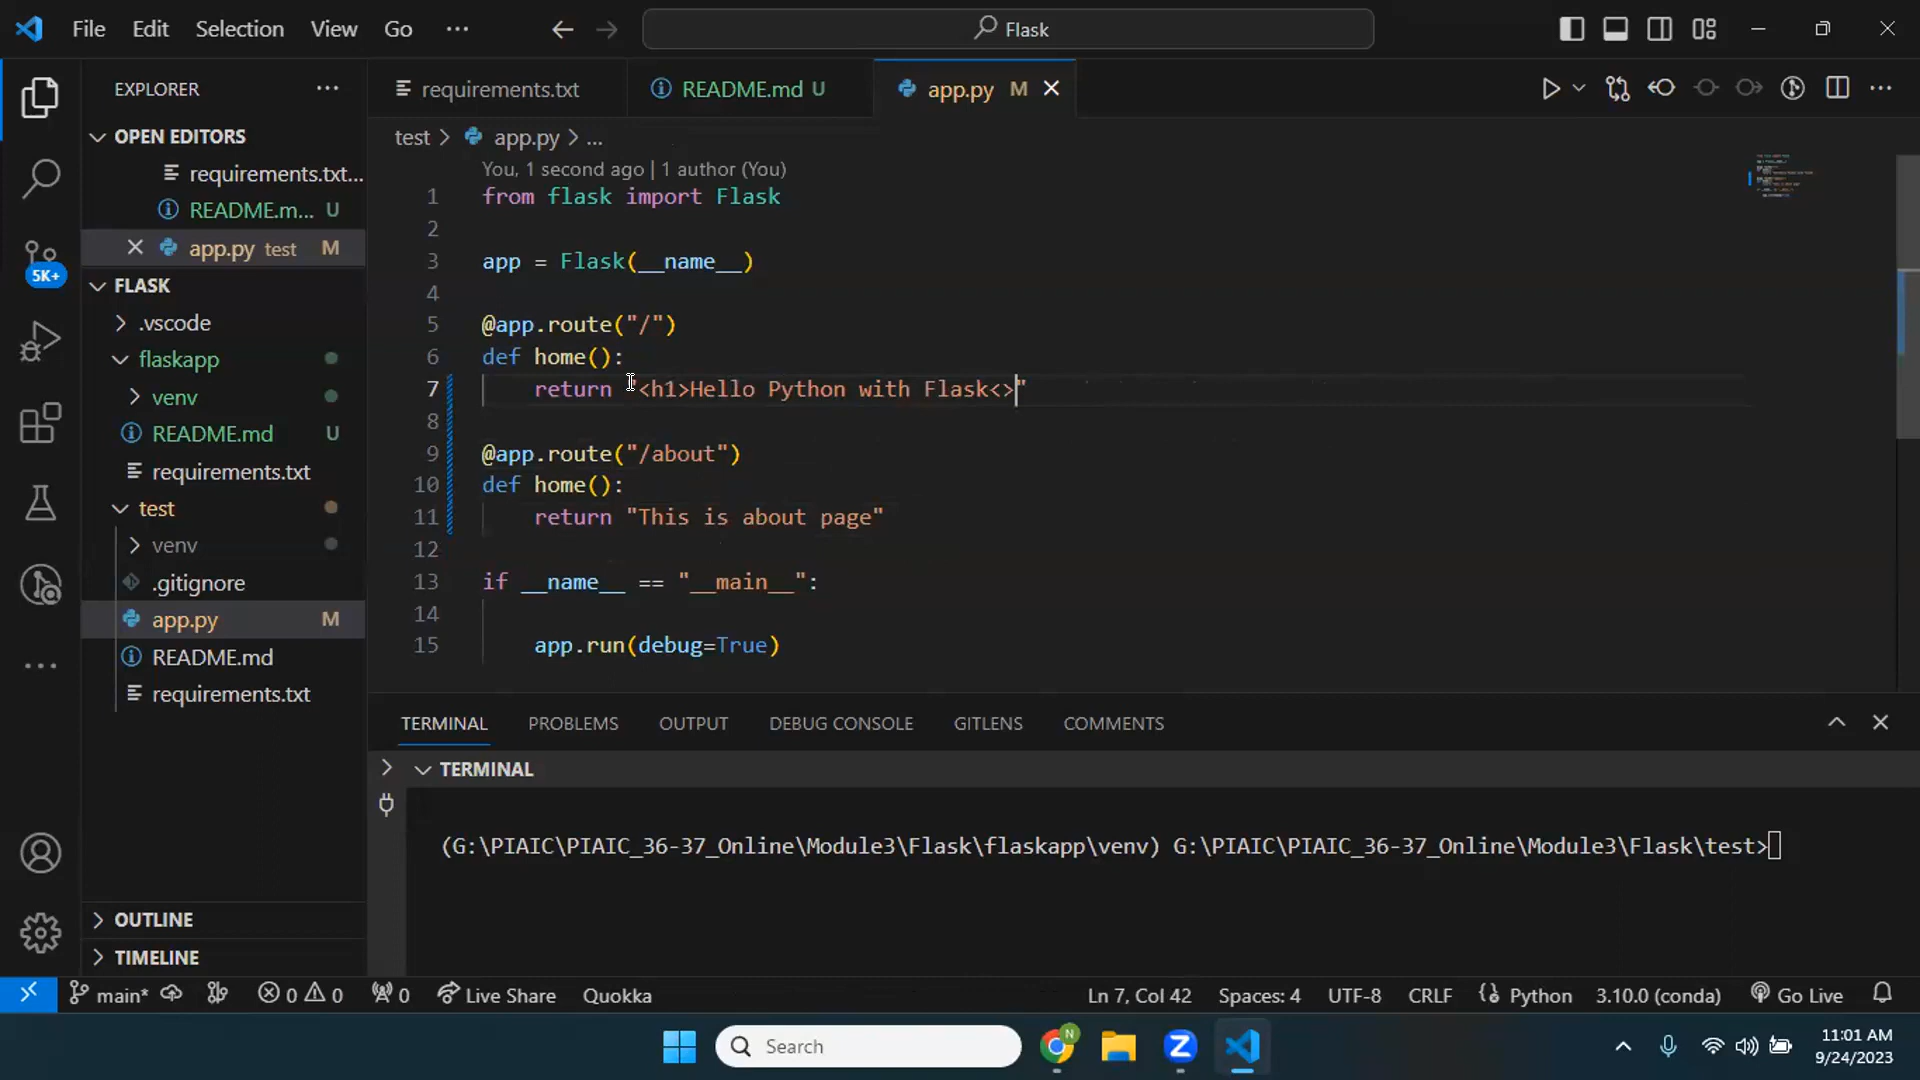 File Edit Selection View Go ... Flask
EXPLORER ...
OPEN EDITORS
requirements.txt...
README.m... U
app.py test M
FLASK
.vscode
flaskapp
venv
README.md U
requirements.txt
test
venv
.gitignore
app.py M
README.md
requirements.txt
OUTLINE
TIMELINE
5K+
requirements.txt README.md U app.py M
test > app.py > ...
You, 1 second ago | 1 author (You)
1 from flask import Flask
2
3 app = Flask(__name__)
4
5 @app.route("/")
6 def home():
7 return "<h1>Hello Python with Flask<>"
8
9 @app.route("/about")
10 def home():
11 return "This is about page"
12
13 if __name__ == "__main__":
14
15 app.run(debug=True)
TERMINAL PROBLEMS OUTPUT DEBUG CONSOLE GITLENS COMMENTS
TERMINAL
(G:\PIAIC\PIAIC_36-37_Online\Module3\Flask\flaskapp\venv) G:\PIAIC\PIAIC_36-37_Online\Module3\Flask\test>
main* 0 0 0 Live Share Quokka Ln 7, Col 42 Spaces: 4 UTF-8 CRLF Python 3.10.0 (conda) Go Live
Search N Z 11:01 AM
9/24/2023